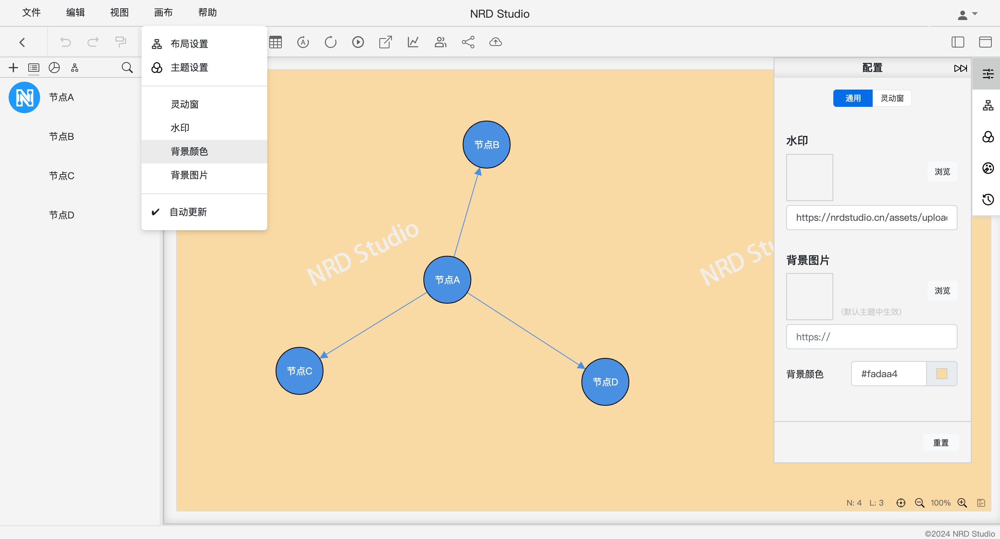 文件 编辑 视图 画布 帮助
NRD Studio
布局设置
主题设置
灵动窗
水印
背景颜色
背景图片
✔ 自动更新
节点A
节点B
节点C
节点D
节点B
节点A
节点C
节点D
NRD Studio
NRD Stu
配置
通用 灵动窗
水印
浏览
https://nrdstudio.cn/assets/uploa
背景图片
浏览
(默认主题中生效)
https://
背景颜色 #fadaa4
重置
N: 4 L: 3 100%
©2024 NRD Studio